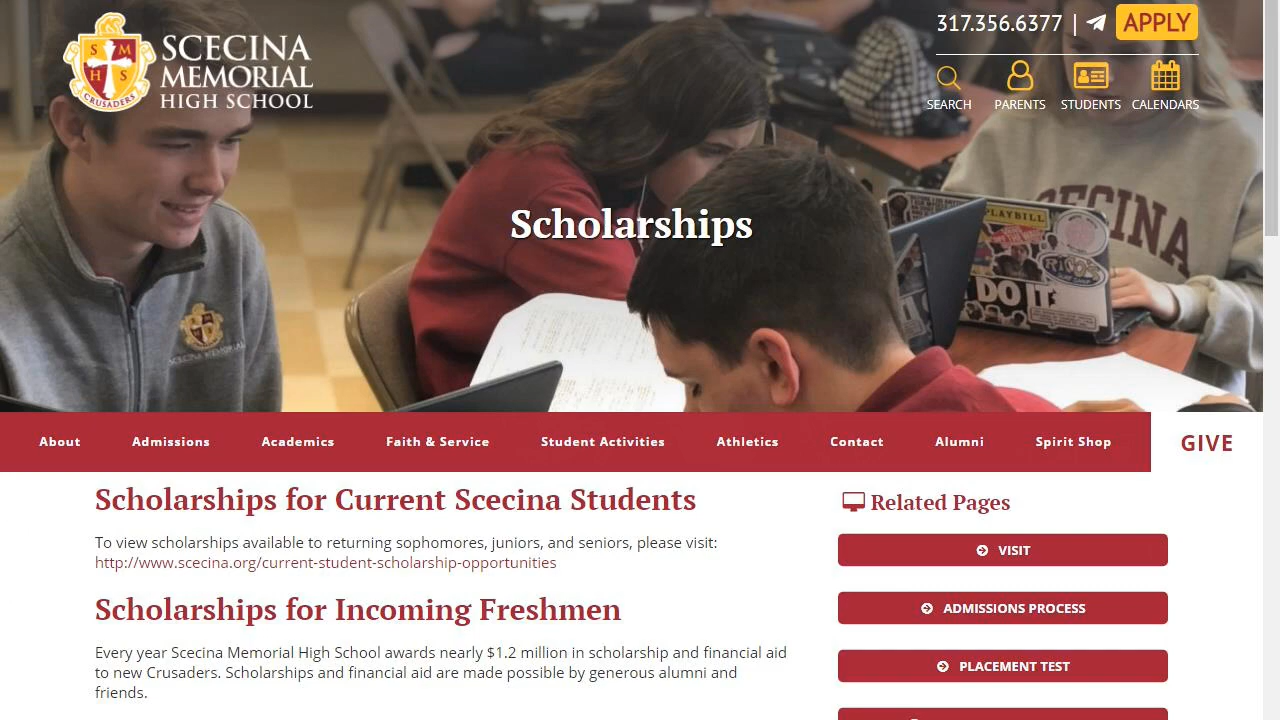 SMHS
CRUSADERS
SCECINA
MEMORIAL
HIGH SCHOOL
317.356.6377 | APPLY
SEARCH PARENTS STUDENTS CALENDARS
SCECINA MEMORIAL
PLAYBILL
RICO'S
DO IT
ECINA
Scholarships
About Admissions Academics Faith & Service Student Activities Athletics Contact Alumni Spirit Shop GIVE
Scholarships for Current Scecina Students
To view scholarships available to returning sophomores, juniors, and seniors, please visit:
http://www.scecina.org/current-student-scholarship-opportunities
Scholarships for Incoming Freshmen
Every year Scecina Memorial High School awards nearly $1.2 million in scholarship and financial aid
to new Crusaders. Scholarships and financial aid are made possible by generous alumni and
friends.
Related Pages
VISIT
ADMISSIONS PROCESS
PLACEMENT TEST